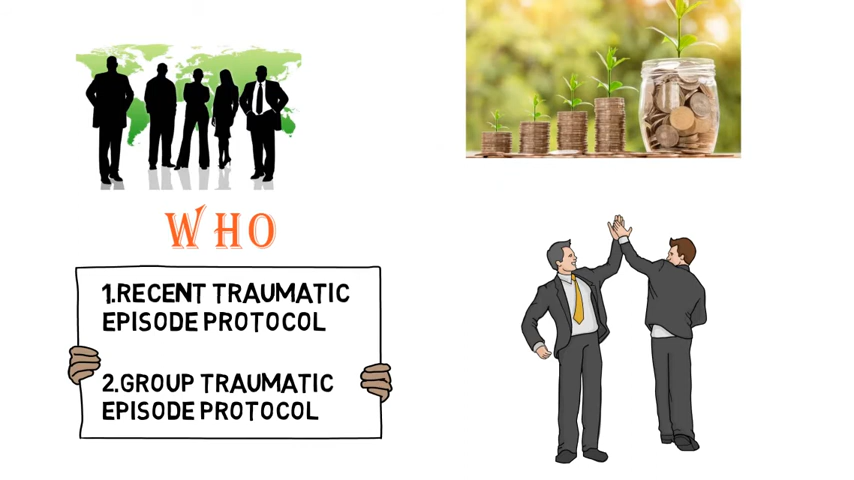 WHO
1.RECENT TRAUMATIC
EPISODE PROTOCOL
2.GROUP TRAUMATIC
EPISODE PROTOCOL